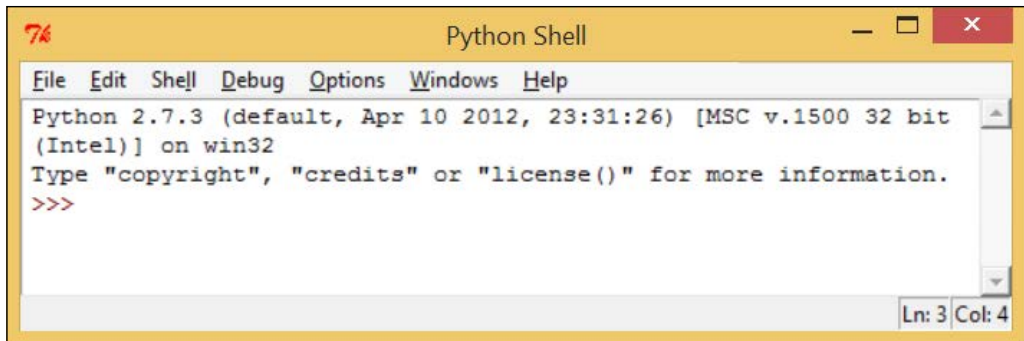 Python Shell
File Edit Shell Debug Options Windows Help
Python 2.7.3 (default, Apr 10 2012, 23:31:26) [MSC v.1500 32 bit
(Intel)] on win32
Type "copyright", "credits" or "license()" for more information.
>>>
Ln: 3 Col: 4